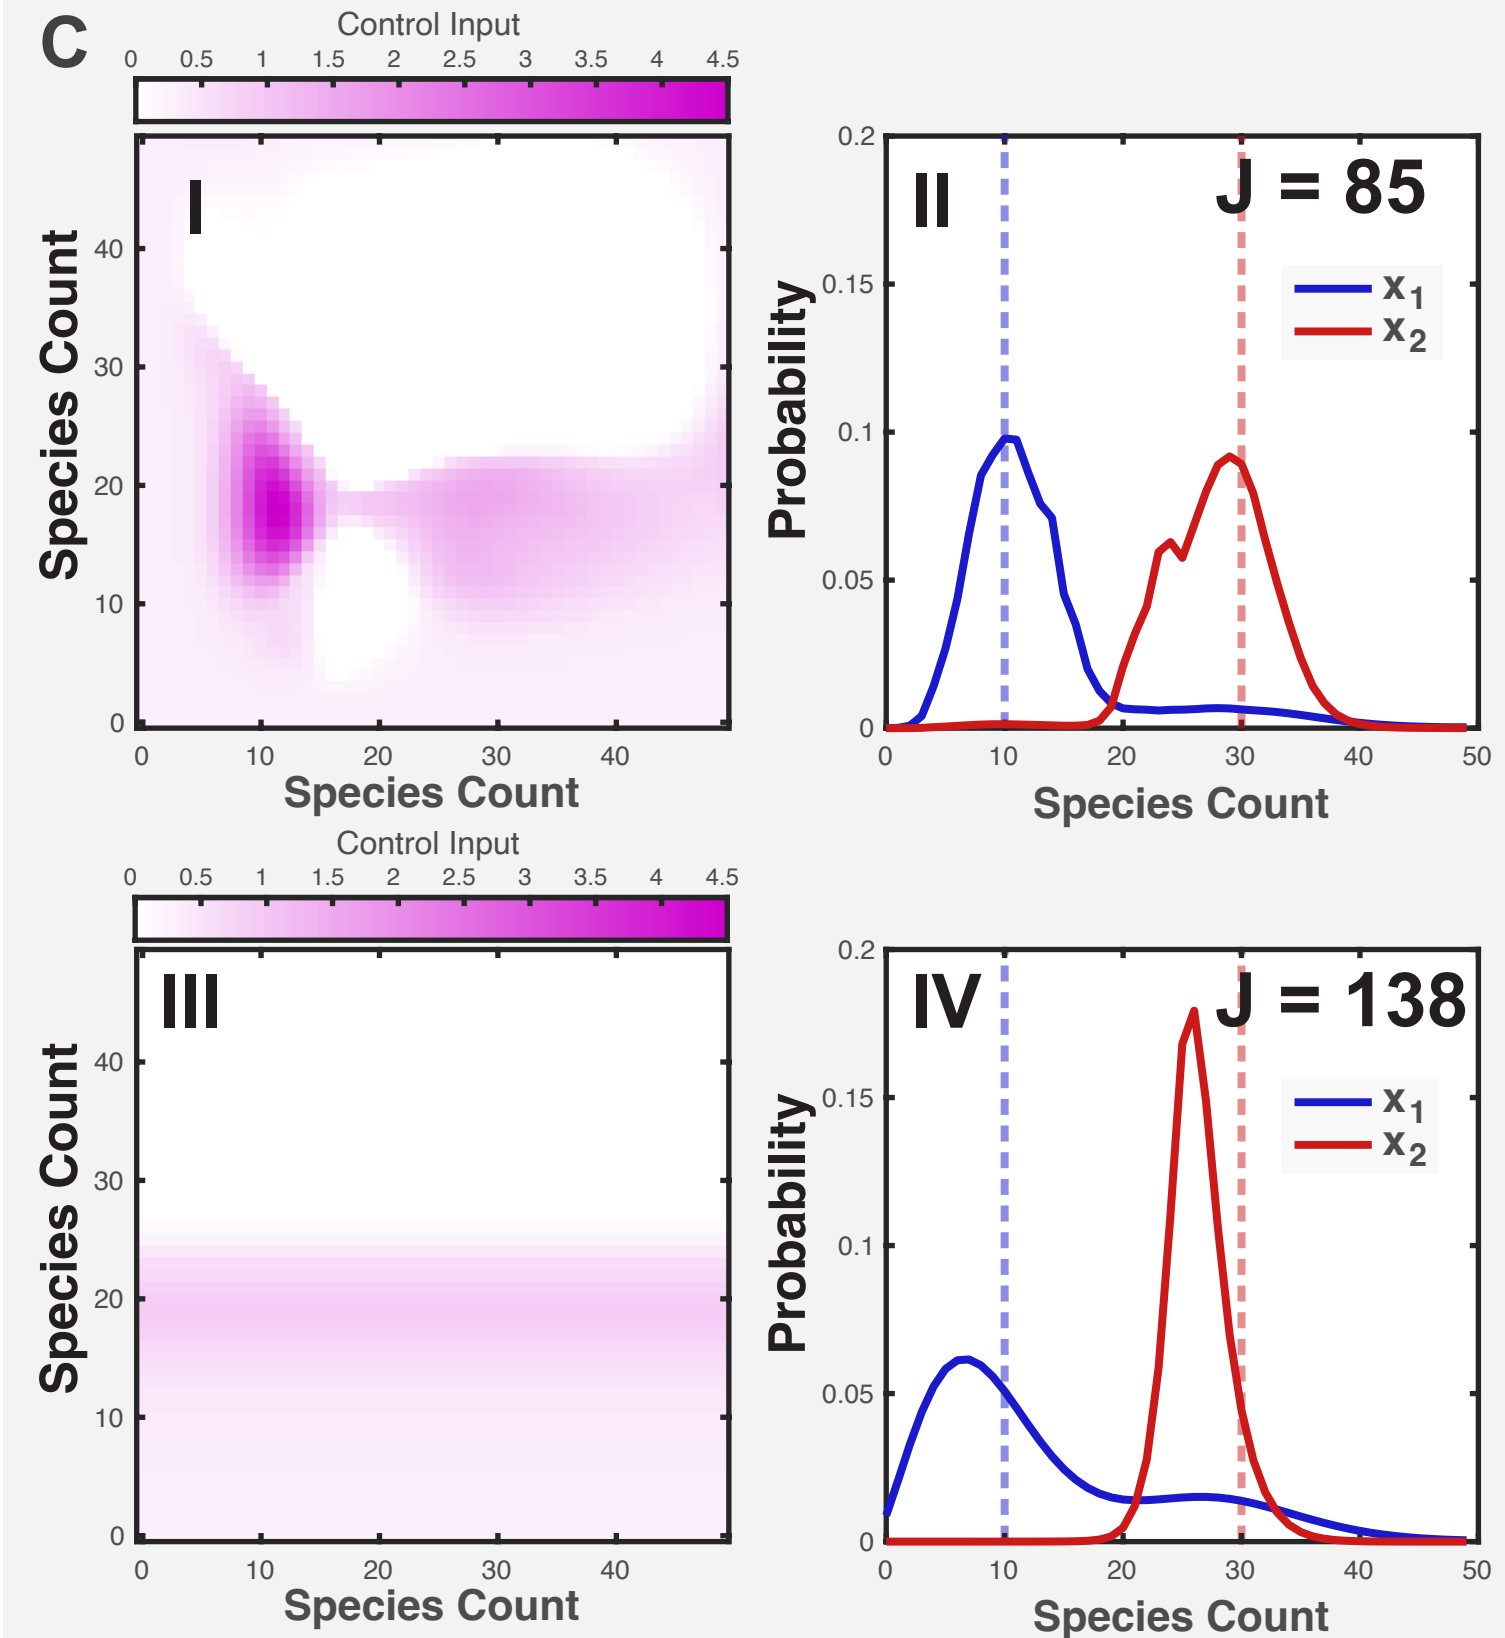 C
Control Input
0 0.5 1 1.5 2 2.5 3 3.5 4 4.5
I
Species Count
40
30
20
10
0
0 10 20 30 40
Species Count
II
J = 85
x1
x2
Probability
0.2
0.15
0.1
0.05
0
0 10 20 30 40 50
Species Count
Control Input
0 0.5 1 1.5 2 2.5 3 3.5 4 4.5
III
Species Count
40
30
20
10
0
0 10 20 30 40
Species Count
IV
J = 138
x1
x2
Probability
0.2
0.15
0.1
0.05
0
0 10 20 30 40 50
Species Count